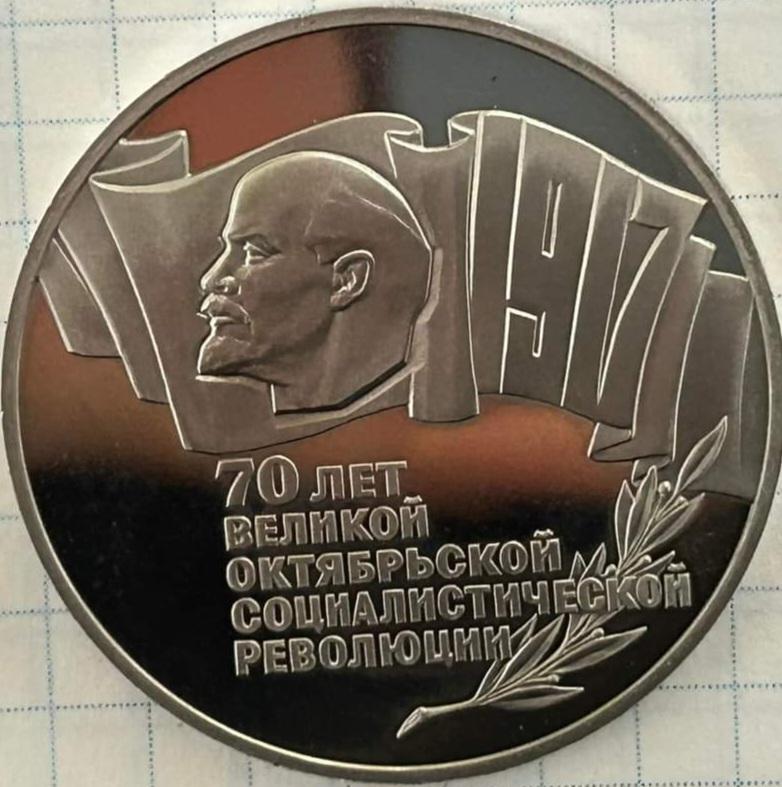 1917
70 ЛЕТ
ВЕЛИКОЙ
ОКТЯБРЬСКОЙ
СОЦИАЛИСТИЧЕСКОЙ
РЕВОЛЮЦИИ